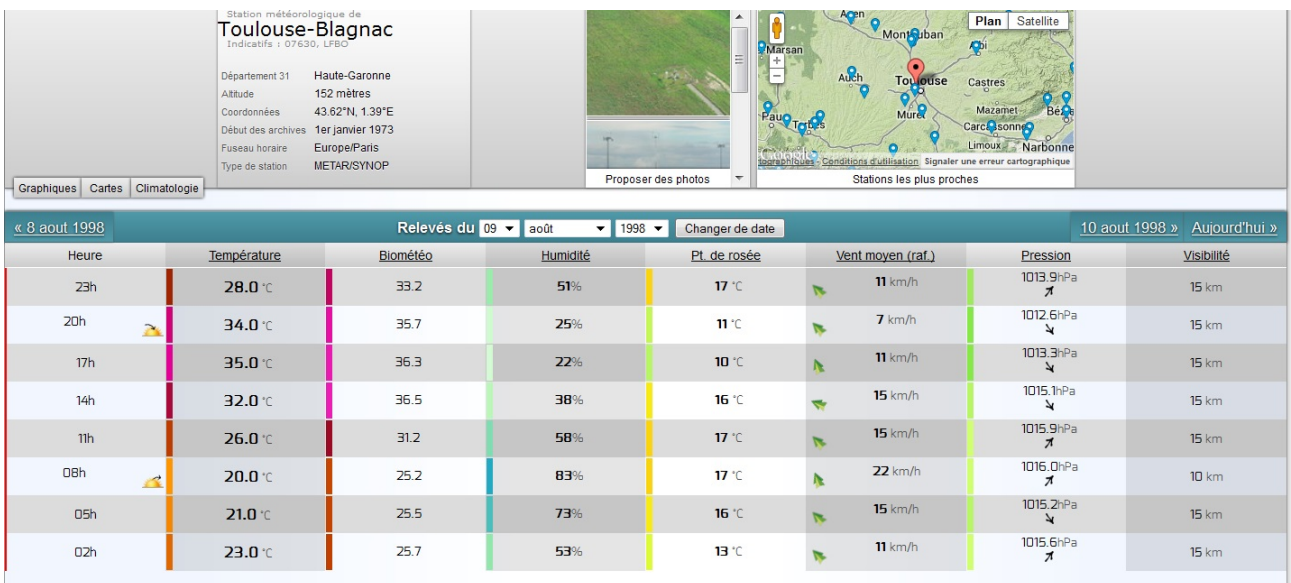 Station météorologique de
Toulouse-Blagnac
Indicatifs : 07630, LFBO
Département 31 Haute-Garonne
Altitude 152 mètres
Coordonnées 43.62°N, 1.39°E
Début des archives 1er janvier 1973
Fuseau horaire Europe/Paris
Type de station METAR/SYNOP
Graphiques Cartes Climatologie
Proposer des photos
Plan Satellite
Agen
Montauban
Albi
Marsan
Auch
Toulouse
Castres
Pau
Tarbes
Muret
Mazamet
Carcassonne
Limoux
Narbonne
Conditions d'utilisation Signaler une erreur cartographique
Stations les plus proches
« 8 aout 1998 Relevés du 09 août 1998 Changer de date 10 aout 1998 » Aujourd'hui »
Heure Température Biométéo Humidité Pt. de rosée Vent moyen (raf.) Pression Visibilité
23h 28.0 °C 33.2 51% 17 °C 11 km/h 1013.9hPa 15 km
20h 34.0 °C 35.7 25% 11 °C 7 km/h 1012.6hPa 15 km
17h 35.0 °C 36.3 22% 10 °C 11 km/h 1013.3hPa 15 km
14h 32.0 °C 36.5 38% 16 °C 15 km/h 1015.1hPa 15 km
11h 26.0 °C 31.2 58% 17 °C 15 km/h 1015.9hPa 15 km
08h 20.0 °C 25.2 83% 17 °C 22 km/h 1016.0hPa 10 km
05h 21.0 °C 25.5 73% 16 °C 15 km/h 1015.2hPa 15 km
02h 23.0 °C 25.7 53% 13 °C 11 km/h 1015.6hPa 15 km